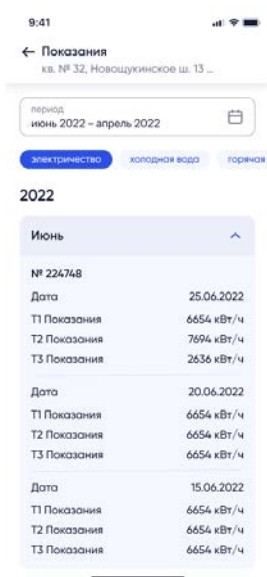 9:41
← Показания
кв. № 32, Новощукинское ш. 13 ...
период
июнь 2022 – апрель 2022
электричество холодная вода горячая
2022
Июнь
№ 224748
Дата 25.06.2022
Т1 Показания 6654 кВт/ч
Т2 Показания 7694 кВт/ч
Т3 Показания 2636 кВт/ч
Дата 20.06.2022
Т1 Показания 6654 кВт/ч
Т2 Показания 6654 кВт/ч
Т3 Показания 6654 кВт/ч
Дата 15.06.2022
Т1 Показания 6654 кВт/ч
Т2 Показания 6654 кВт/ч
Т3 Показания 6654 кВт/ч